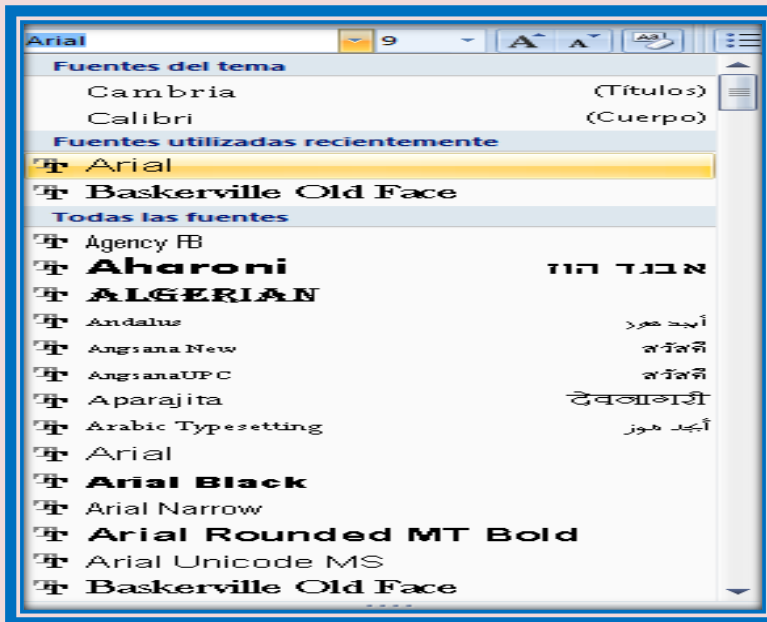 Arial 9 A A Aa
Fuentes del tema
Cambria (Títulos)
Calibri (Cuerpo)
Fuentes utilizadas recientemente
Arial
Baskerville Old Face
Todas las fuentes
Agency FB
Aharoni אבגד הוז
ALGERIAN
Andalus أبجد هوز
Angsana New สวัสดี
AngsanaUPC สวัสดี
Aparajita देवनागरी
Arabic Typesetting أبجد هوز
Arial
Arial Black
Arial Narrow
Arial Rounded MT Bold
Arial Unicode MS
Baskerville Old Face